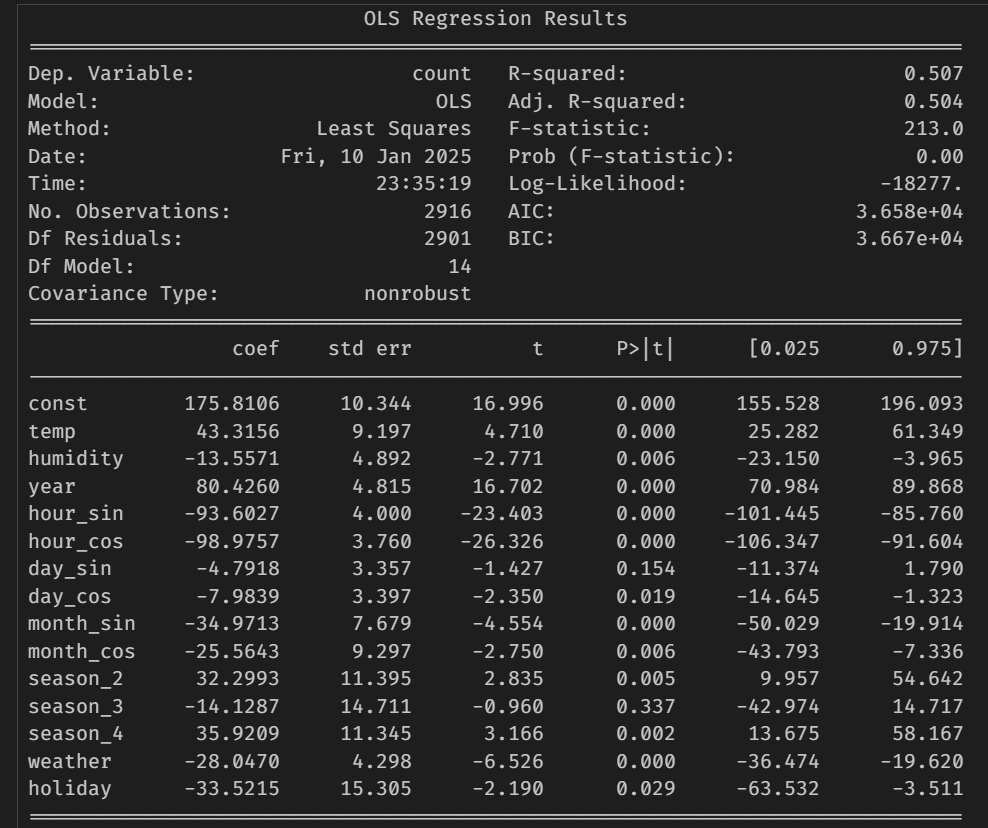 OLS Regression Results
Dep. Variable: count R-squared: 0.507
Model: OLS Adj. R-squared: 0.504
Method: Least Squares F-statistic: 213.0
Date: Fri, 10 Jan 2025 Prob (F-statistic): 0.00
Time: 23:35:19 Log-Likelihood: -18277.
No. Observations: 2916 AIC: 3.658e+04
Df Residuals: 2901 BIC: 3.667e+04
Df Model: 14
Covariance Type: nonrobust
coef std err t P>|t| [0.025 0.975]
const 175.8106 10.344 16.996 0.000 155.528 196.093
temp 43.3156 9.197 4.710 0.000 25.282 61.349
humidity -13.5571 4.892 -2.771 0.006 -23.150 -3.965
year 80.4260 4.815 16.702 0.000 70.984 89.868
hour_sin -93.6027 4.000 -23.403 0.000 -101.445 -85.760
hour_cos -98.9757 3.760 -26.326 0.000 -106.347 -91.604
day_sin -4.7918 3.357 -1.427 0.154 -11.374 1.790
day_cos -7.9839 3.397 -2.350 0.019 -14.645 -1.323
month_sin -34.9713 7.679 -4.554 0.000 -50.029 -19.914
month_cos -25.5643 9.297 -2.750 0.006 -43.793 -7.336
season_2 32.2993 11.395 2.835 0.005 9.957 54.642
season_3 -14.1287 14.711 -0.960 0.337 -42.974 14.717
season_4 35.9209 11.345 3.166 0.002 13.675 58.167
weather -28.0470 4.298 -6.526 0.000 -36.474 -19.620
holiday -33.5215 15.305 -2.190 0.029 -63.532 -3.511